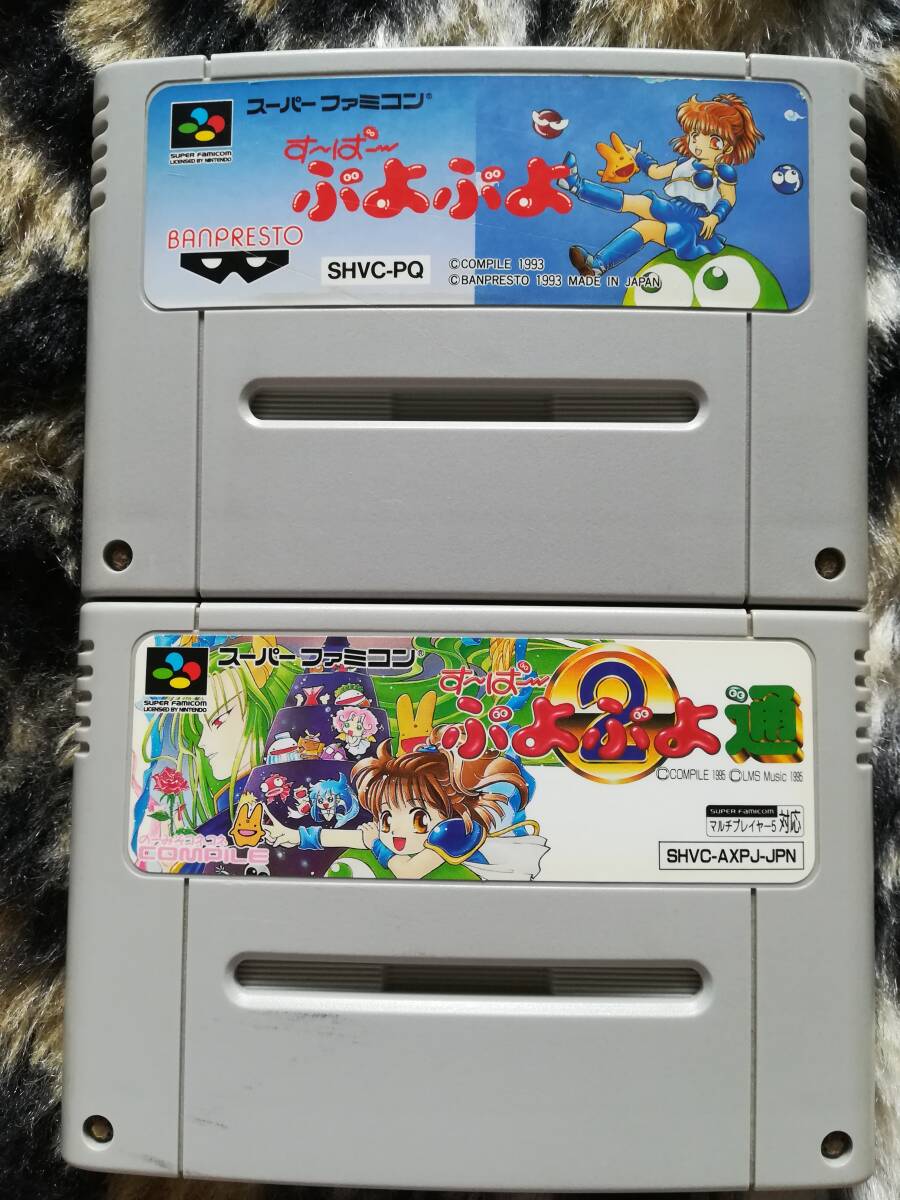 スーパーファミコン®
SUPER FAMICOM
LICENSED BY NINTENDO
す〜ぱ〜
ぷよぷよ
BANPRESTO
SHVC-PQ
©COMPILE 1993
©BANPRESTO 1993 MADE IN JAPAN
スーパーファミコン®
SUPER FAMICOM
LICENSED BY NINTENDO
す〜ぱ〜
ぷよぷよ2通
©COMPILE 1995 ©LMS Music 1995
SUPER FAMICOM
マルチプレイヤー5対応
COMPILE
SHVC-AXPJ-JPN